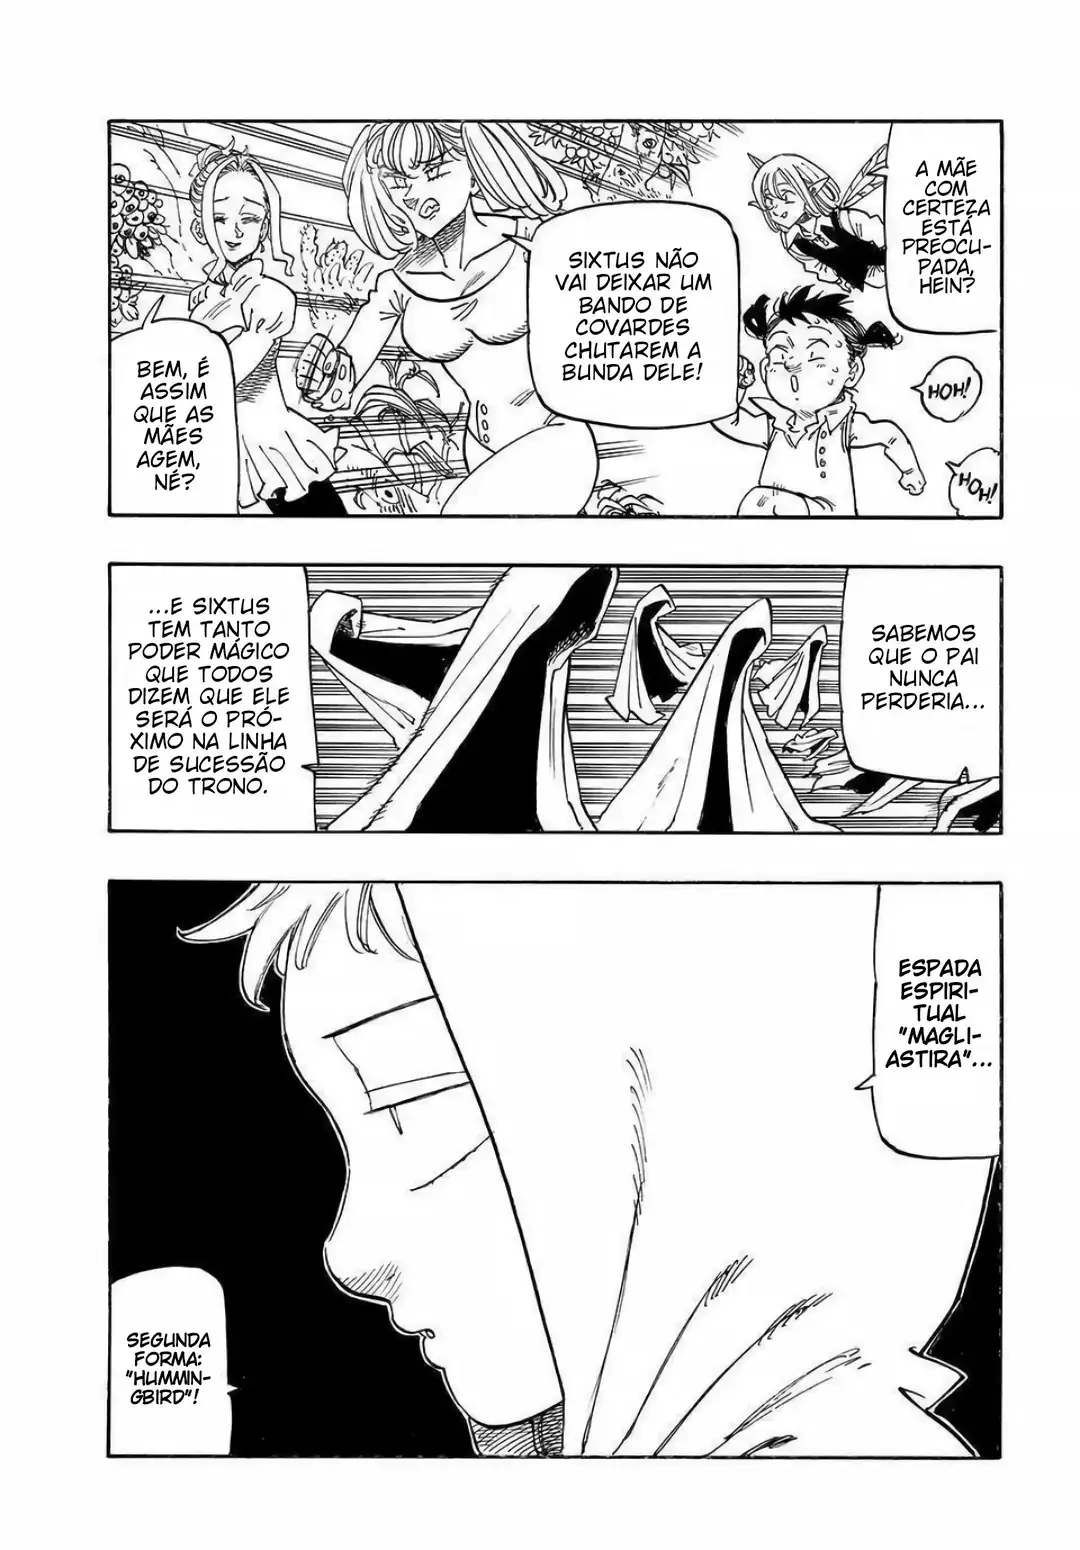 A MÃE
COM
CERTEZA
ESTÁ
PREOCU-
PADA,
HEIN?
SIXTUS NÃO
VAI DEIXAR UM
BANDO DE
COVARDES
CHUTAREM A
BUNDA DELE!
HOH!
HOH!
BEM, É
ASSIM
QUE AS
MÃES
AGEM,
NÉ?
SABEMOS
QUE O PAI
NUNCA
PERDERIA...
...E SIXTUS
TEM TANTO
PODER MÁGICO
QUE TODOS
DIZEM QUE ELE
SERÁ O PRÓ-
XIMO NA LINHA
DE SUCESSÃO
DO TRONO.
ESPADA
ESPIRI-
TUAL
"MAGLI-
ASTIRA"...
SEGUNDA
FORMA:
"HUMMIN-
GBIRD"!